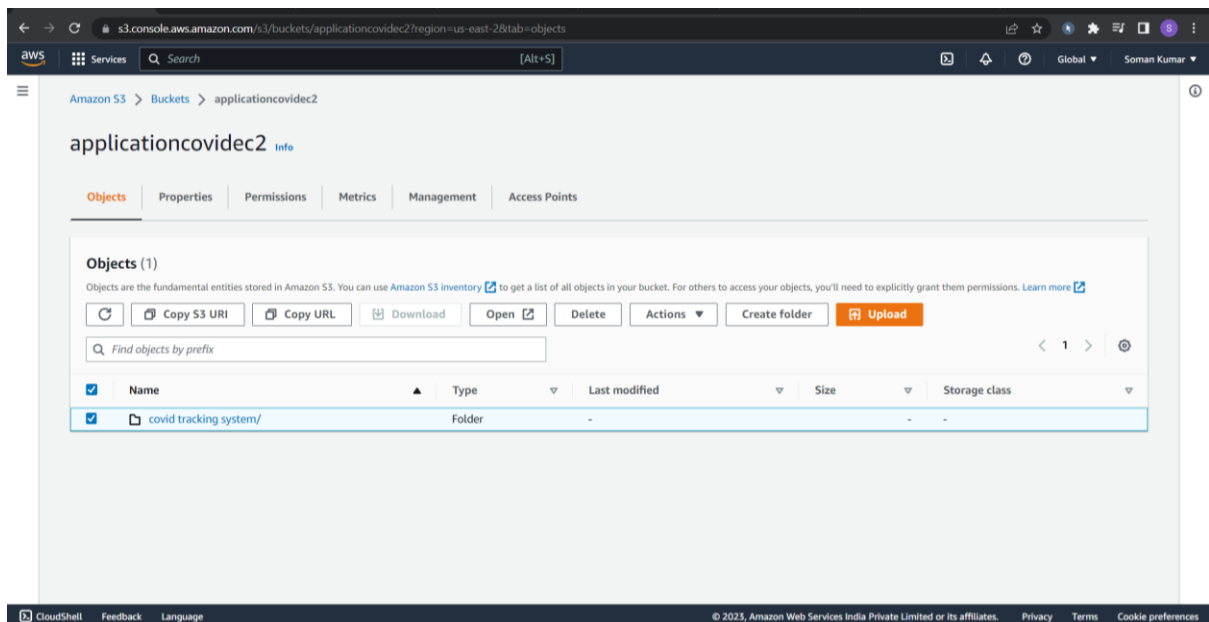 s3.console.aws.amazon.com/s3/buckets/applicationcovidec2?region=us-east-2&tab=objects
S
aws Services Search [Alt+S] Global Soman Kumar
Amazon S3 > Buckets > applicationcovidec2
applicationcovidec2 Info
Objects Properties Permissions Metrics Management Access Points
Objects (1)
Objects are the fundamental entities stored in Amazon S3. You can use Amazon S3 inventory to get a list of all objects in your bucket. For others to access your objects, you'll need to explicitly grant them permissions. Learn more
Copy S3 URI Copy URL Download Open Delete Actions Create folder Upload
Find objects by prefix < 1 >
Name Type Last modified Size Storage class
covid tracking system/ Folder - - -
CloudShell Feedback Language © 2023, Amazon Web Services India Private Limited or its affiliates. Privacy Terms Cookie preferences